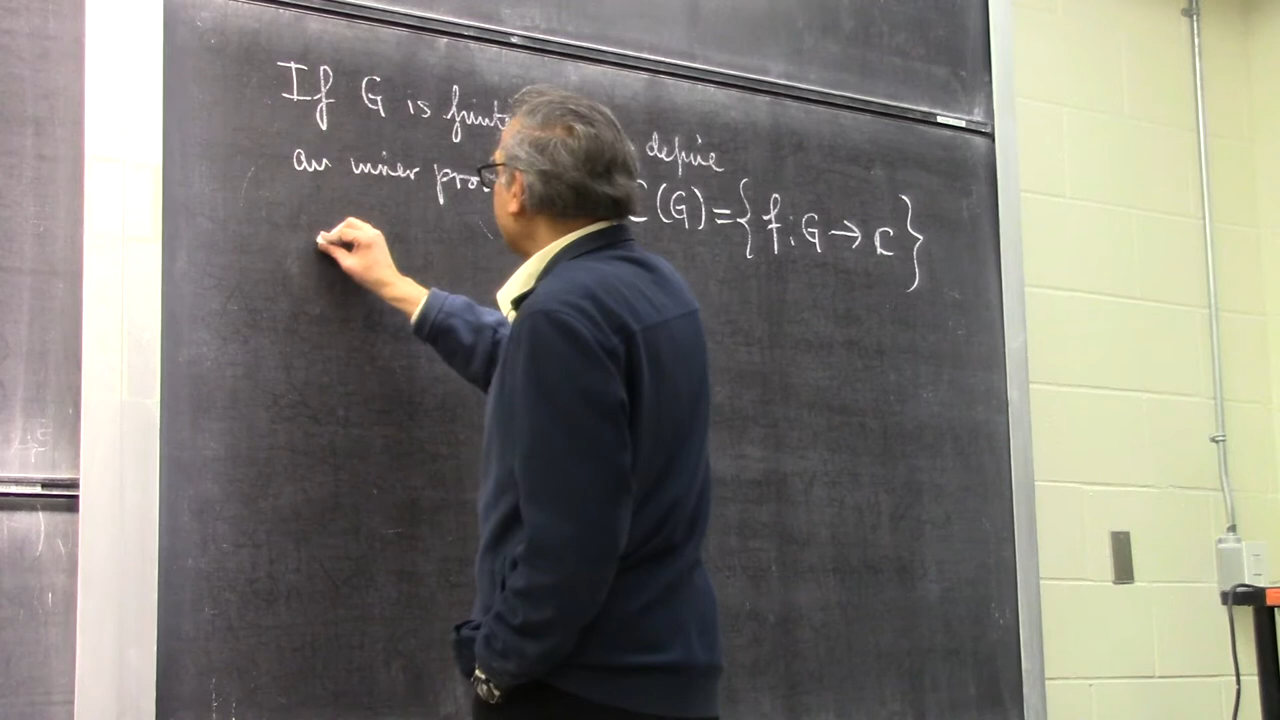 If G is finite define
an inner pro C(G) = { f : G → C }